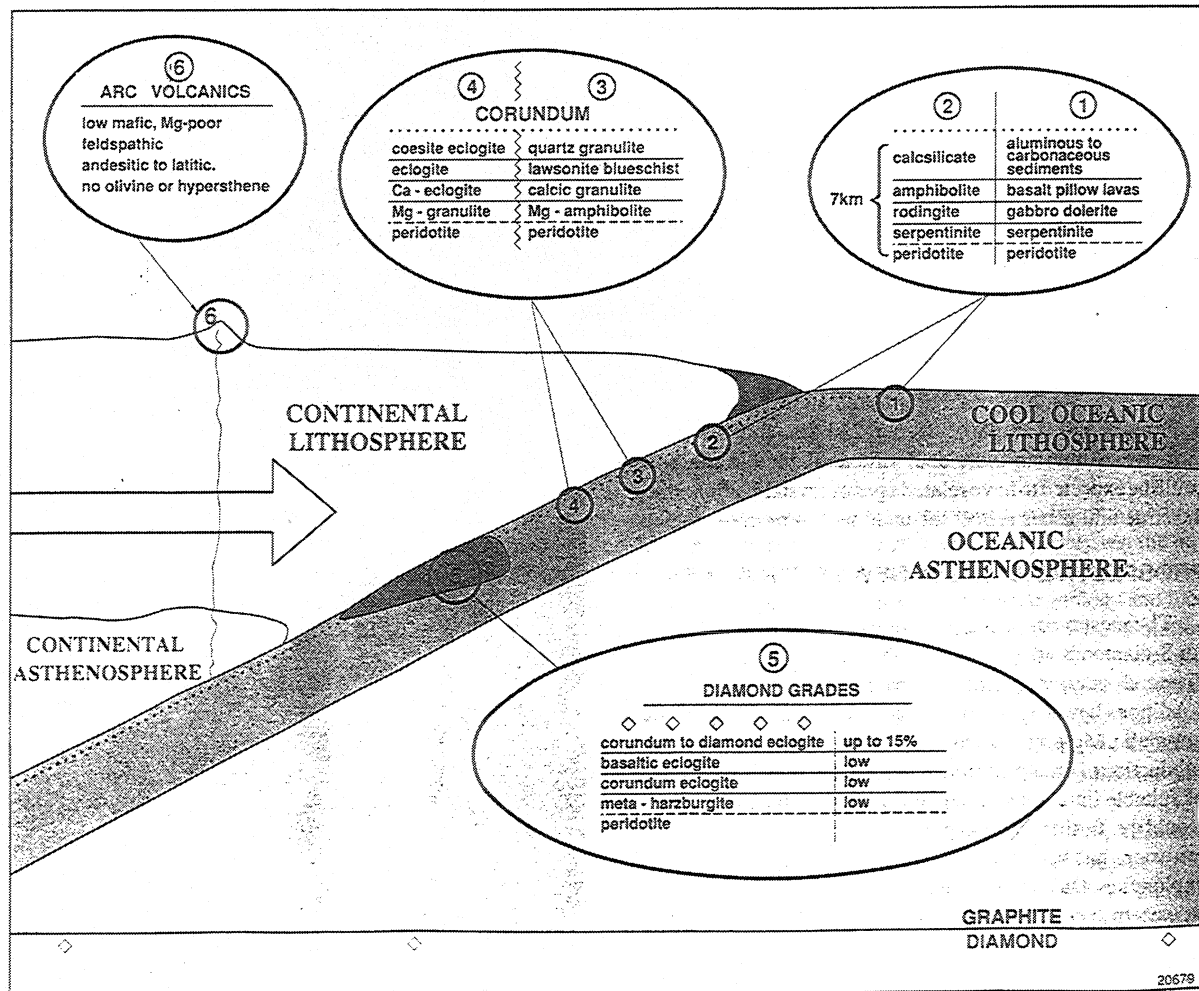 6
ARC VOLCANICS
low mafic, Mg-poor
feldspathic
andesitic to latitic.
no olivine or hypersthene
4 3
CORUNDUM
coesite eclogite quartz granulite
eclogite lawsonite blueschist
Ca - eclogite calcic granulite
Mg - granulite Mg - amphibolite
peridotite peridotite
2 1
calcsilicate aluminous to
carbonaceous
sediments
7km
amphibolite basalt pillow lavas
rodingite gabbro dolerite
serpentinite serpentinite
peridotite peridotite
6
CONTINENTAL
LITHOSPHERE
1
COOL OCEANIC
LITHOSPHERE
2
3
4
OCEANIC
ASTHENOSPHERE
CONTINENTAL
ASTHENOSPHERE
5
DIAMOND GRADES
corundum to diamond eclogite up to 15%
basaltic eclogite low
corundum eclogite low
meta - harzburgite low
peridotite
GRAPHITE
DIAMOND
20679